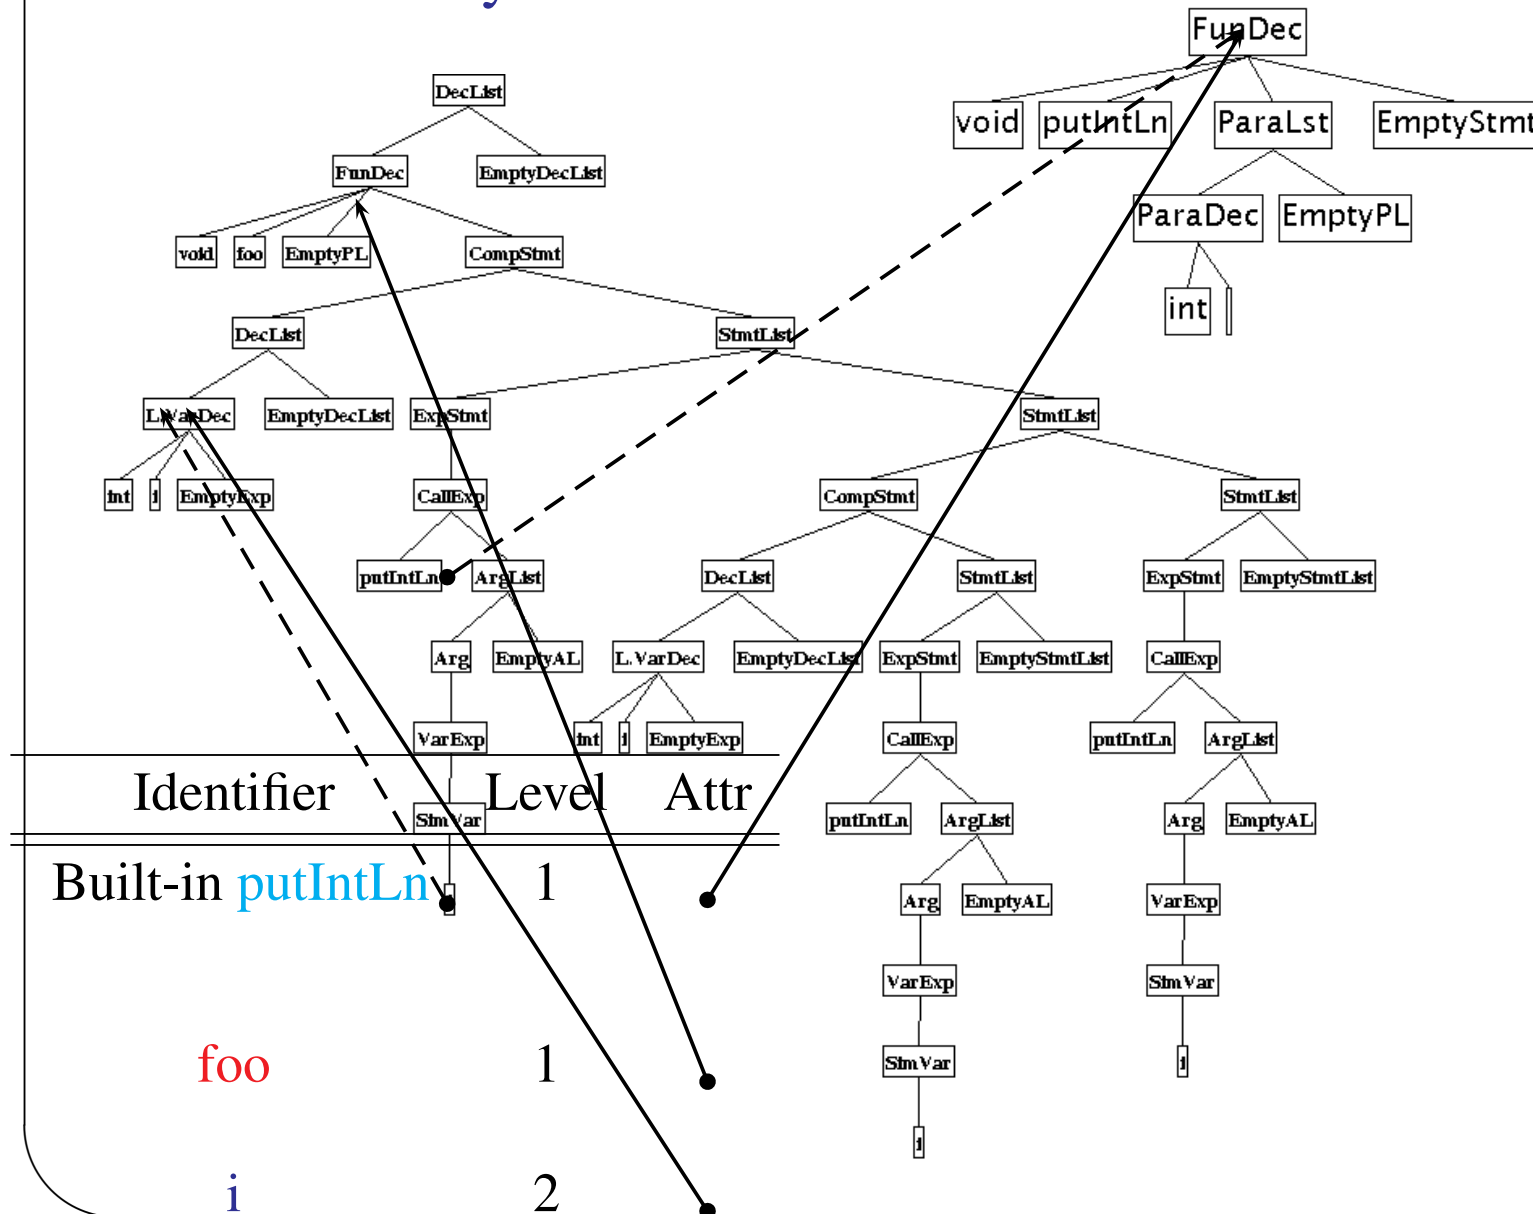 FunDec
void putIntLn ParaLst EmptyStmt
ParaDec EmptyPL
int
DecList
FunDec EmptyDecList
void foo EmptyPL CompStmt
DecList StmtList
L.VarDec EmptyDecList ExpStmt StmtList
int i EmptyExp CallExp CompStmt StmtList
putIntLn ArgList DecList StmtList ExpStmt EmptyStmtList
Arg EmptyAL L.VarDec EmptyDecList ExpStmt EmptyStmtList CallExp
VarExp int i EmptyExp CallExp putIntLn ArgList
Identifier Level Attr
SimVar putIntLn ArgList Arg EmptyAL
Built-in putIntLn 1
Arg EmptyAL VarExp
VarExp SimVar
foo 1
SimVar i
i
i 2